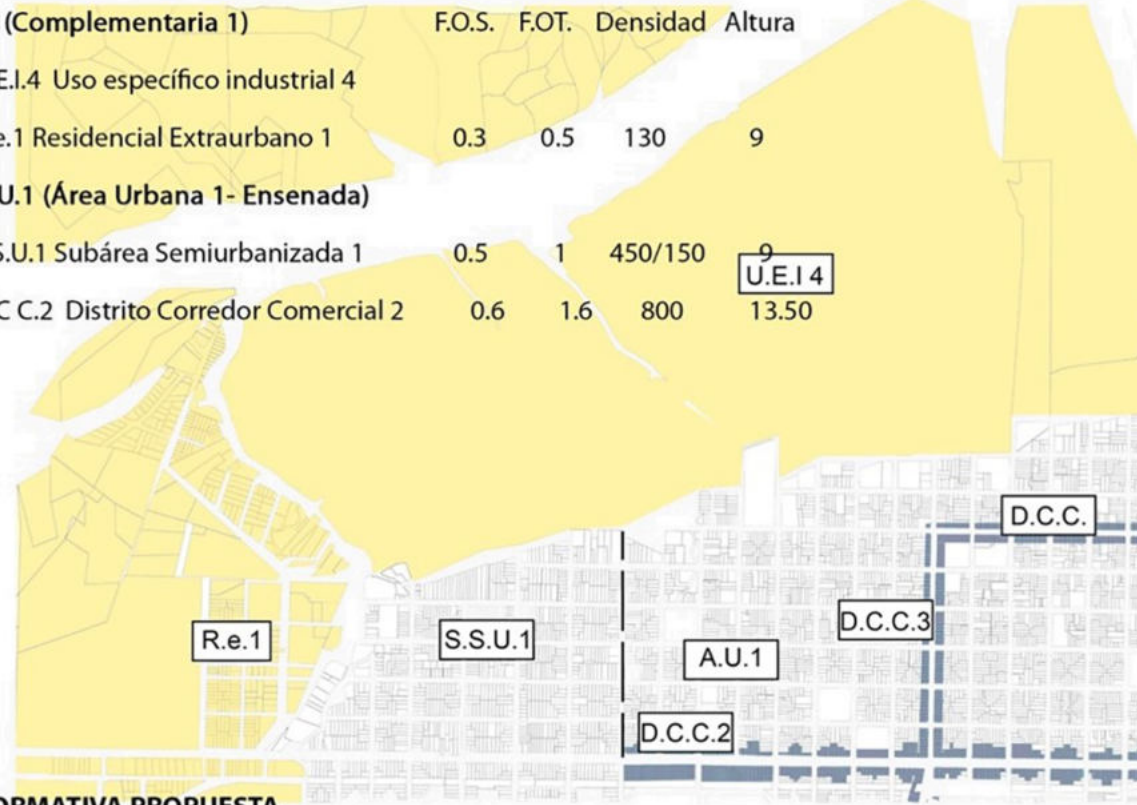 (Complementaria 1) F.O.S. F.OT. Densidad Altura
E.I.4 Uso específico industrial 4
e.1 Residencial Extraurbano 1 0.3 0.5 130 9
U.1 (Área Urbana 1- Ensenada)
S.U.1 Subárea Semiurbanizada 1 0.5 1 450/150 9
U.E.I 4
C C.2 Distrito Corredor Comercial 2 0.6 1.6 800 13.50
D.C.C.
D.C.C.3
R.e.1
S.S.U.1
A.U.1
D.C.C.2
ORMATIVA PROPUESTA